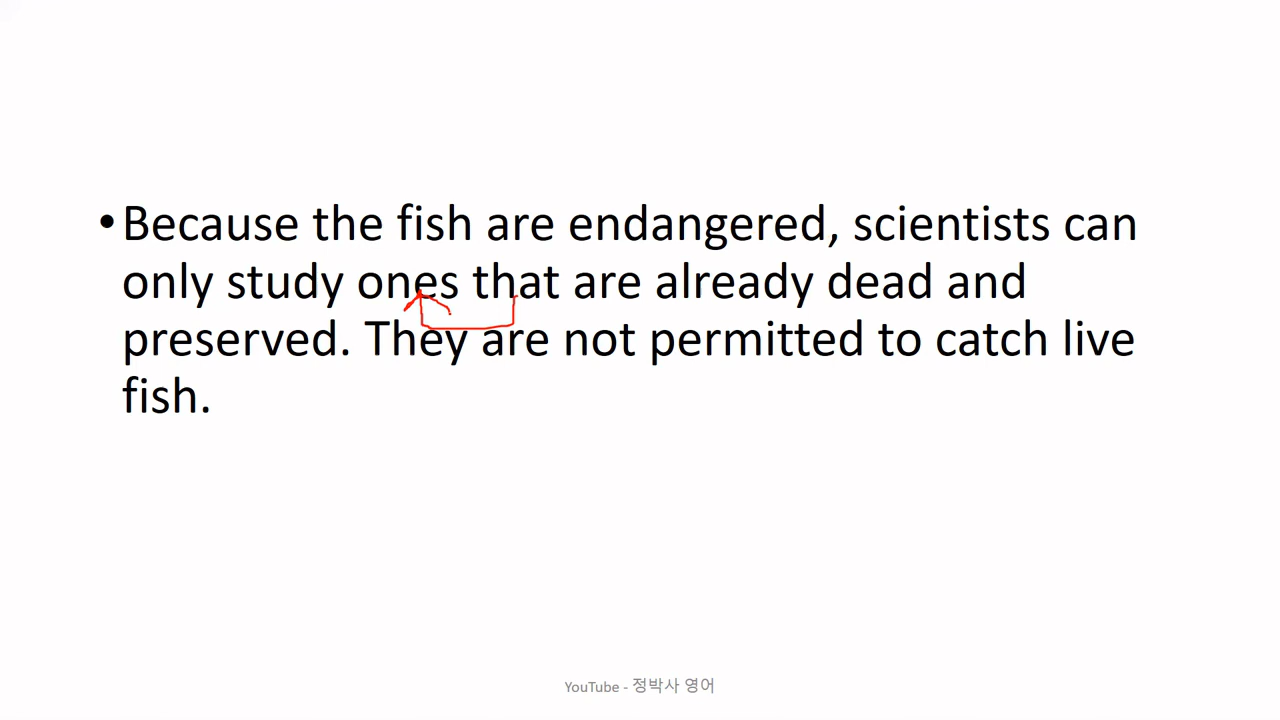 •Because the fish are endangered, scientists can
only study ones that are already dead and
preserved. They are not permitted to catch live
fish.
YouTube - 정박사 영어